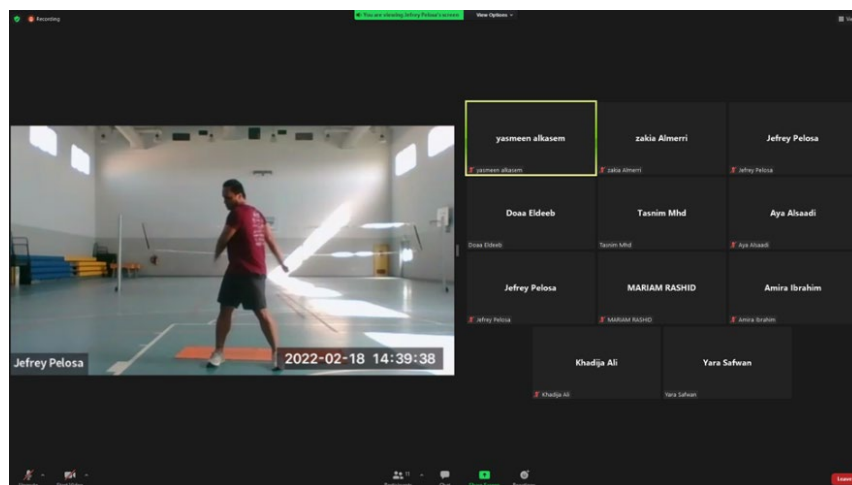 Recording
You are viewing Jefrey Pelosa's screen
View Options
yasmeen alkasem
yasmeen alkasem
zakia Almerri
zakia Almerri
Jefrey Pelosa
Jefrey Pelosa
Doaa Eldeeb
Doaa Eldeeb
Tasnim Mhd
Tasnim Mhd
Aya Alsaadi
Aya Alsaadi
Jefrey Pelosa
Jefrey Pelosa
MARIAM RASHID
MARIAM RASHID
Amira Ibrahim
Amira Ibrahim
Khadija Ali
Khadija Ali
Yara Safwan
Yara Safwan
Jefrey Pelosa
2022-02-18 14:39:38
11
Leave